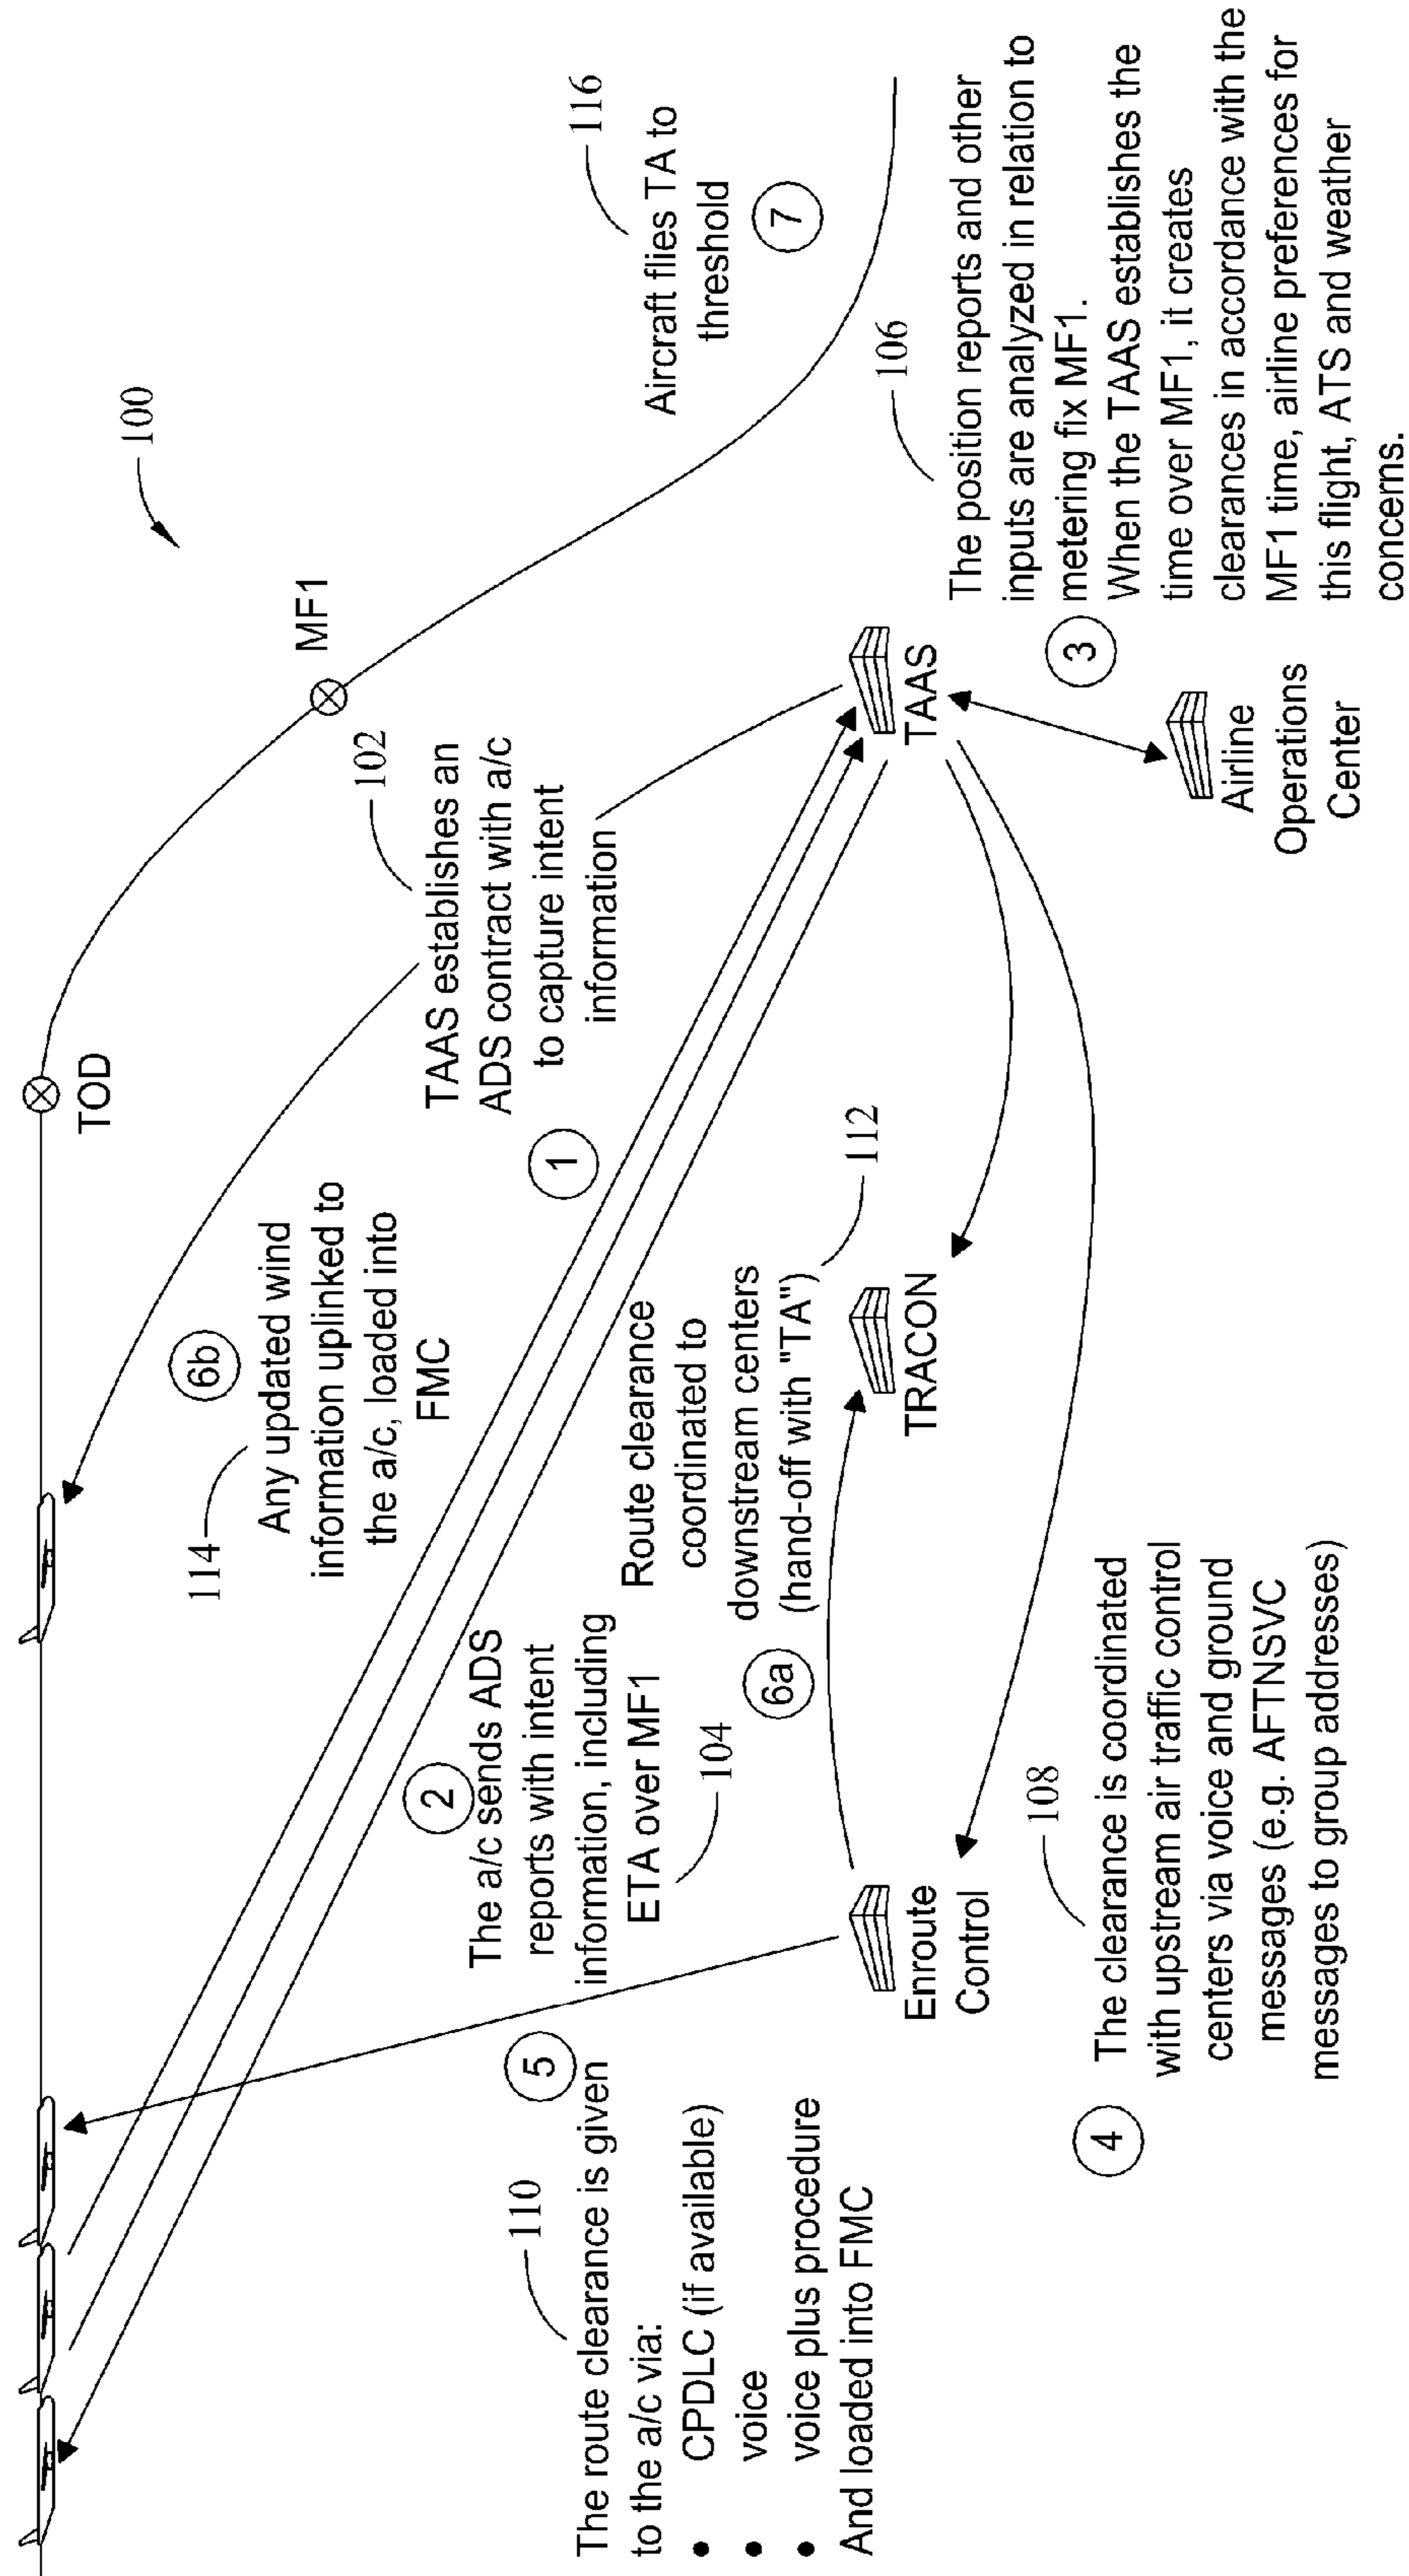 100
TOD
MF1
116
Aircraft flies TA to
threshold
7
6b
114
Any updated wind
information uplinked to
the a/c, loaded into
FMC
102
TAAS establishes an
ADS contract with a/c
to capture intent
information
1
2
The a/c sends ADS
reports with intent
information, including
ETA over MF1
104
5
110
The route clearance is given
to the a/c via:
• CPDLC (if available)
• voice
• voice plus procedure
And loaded into FMC
Route clearance
coordinated to
downstream centers
(hand-off with "TA")
112
6a
Enroute
Control
TRACON
TAAS
106
The position reports and other
inputs are analyzed in relation to
metering fix MF1.
3
When the TAAS establishes the
time over MF1, it creates
clearances in accordance with the
MF1 time, airline preferences for
this flight, ATS and weather
concerns.
108
4
The clearance is coordinated
with upstream air traffic control
centers via voice and ground
messages (e.g. AFTNSVC
messages to group addresses)
Airline
Operations
Center